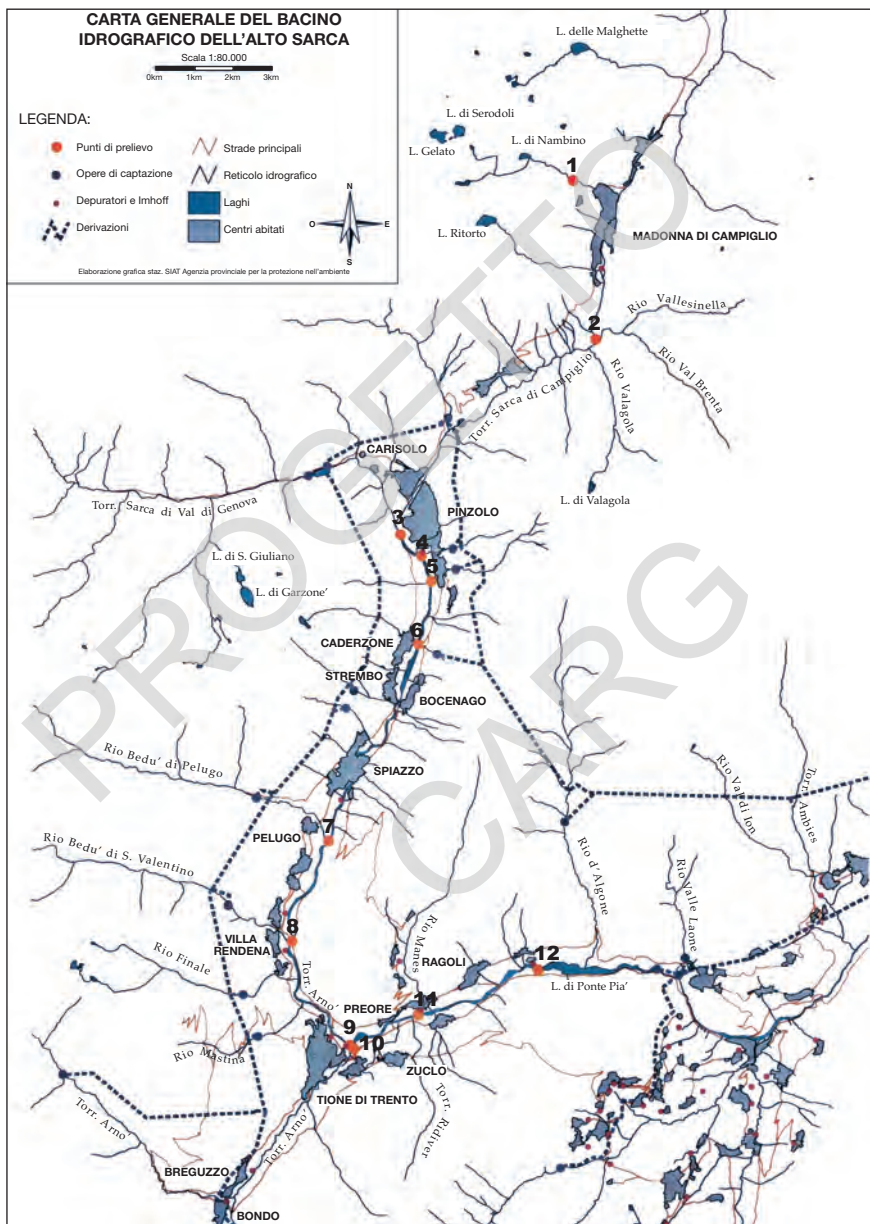 CARTA GENERALE DEL BACINO
IDROGRAFICO DELL'ALTO SARCA
Scala 1:80.000
0km 1km 2km 3km
LEGENDA:
Punti di prelievo
Strade principali
Opere di captazione
Reticolo idrografico
Depuratori e Imhoff
Laghi
Derivazioni
Centri abitati
N
O
E
S
Elaborazione grafica staz. SIAT Agenzia provinciale per la protezione nell'ambiente
L. delle Malghette
L. di Serodoli
L. Gelato
L. di Nambino
1
L. Ritorto
MADONNA DI CAMPIGLIO
Rio Vallesinella
2
Rio Val Brenta
Rio Valagola
Torr. Sarca di Campiglio
L. di Valagola
CARISOLO
Torr. Sarca di Val di Genova
PINZOLO
3
4
5
L. di S. Giuliano
L. di Garzone'
6
CADERZONE
STREMBO
BOCENAGO
Rio Bedu' di Pelugo
SPIAZZO
7
PELUGO
Rio Val di Jon
Torr. Ambies
Rio Bedu' di S. Valentino
Rio d'Algone
Rio Valle Laone
8
VILLA
RENDENA
Rio Finale
Rio Manes
RAGOLI
12
Torr. Arno'
L. di Ponte Pia'
PREORE
11
9
10
Rio Mastina
ZUCLO
TIONE DI TRENTO
Torr. Arno'
Torr. Arno'
Torr. Ridiver
BREGUZZO
BONDO
PROGETTO
CARG